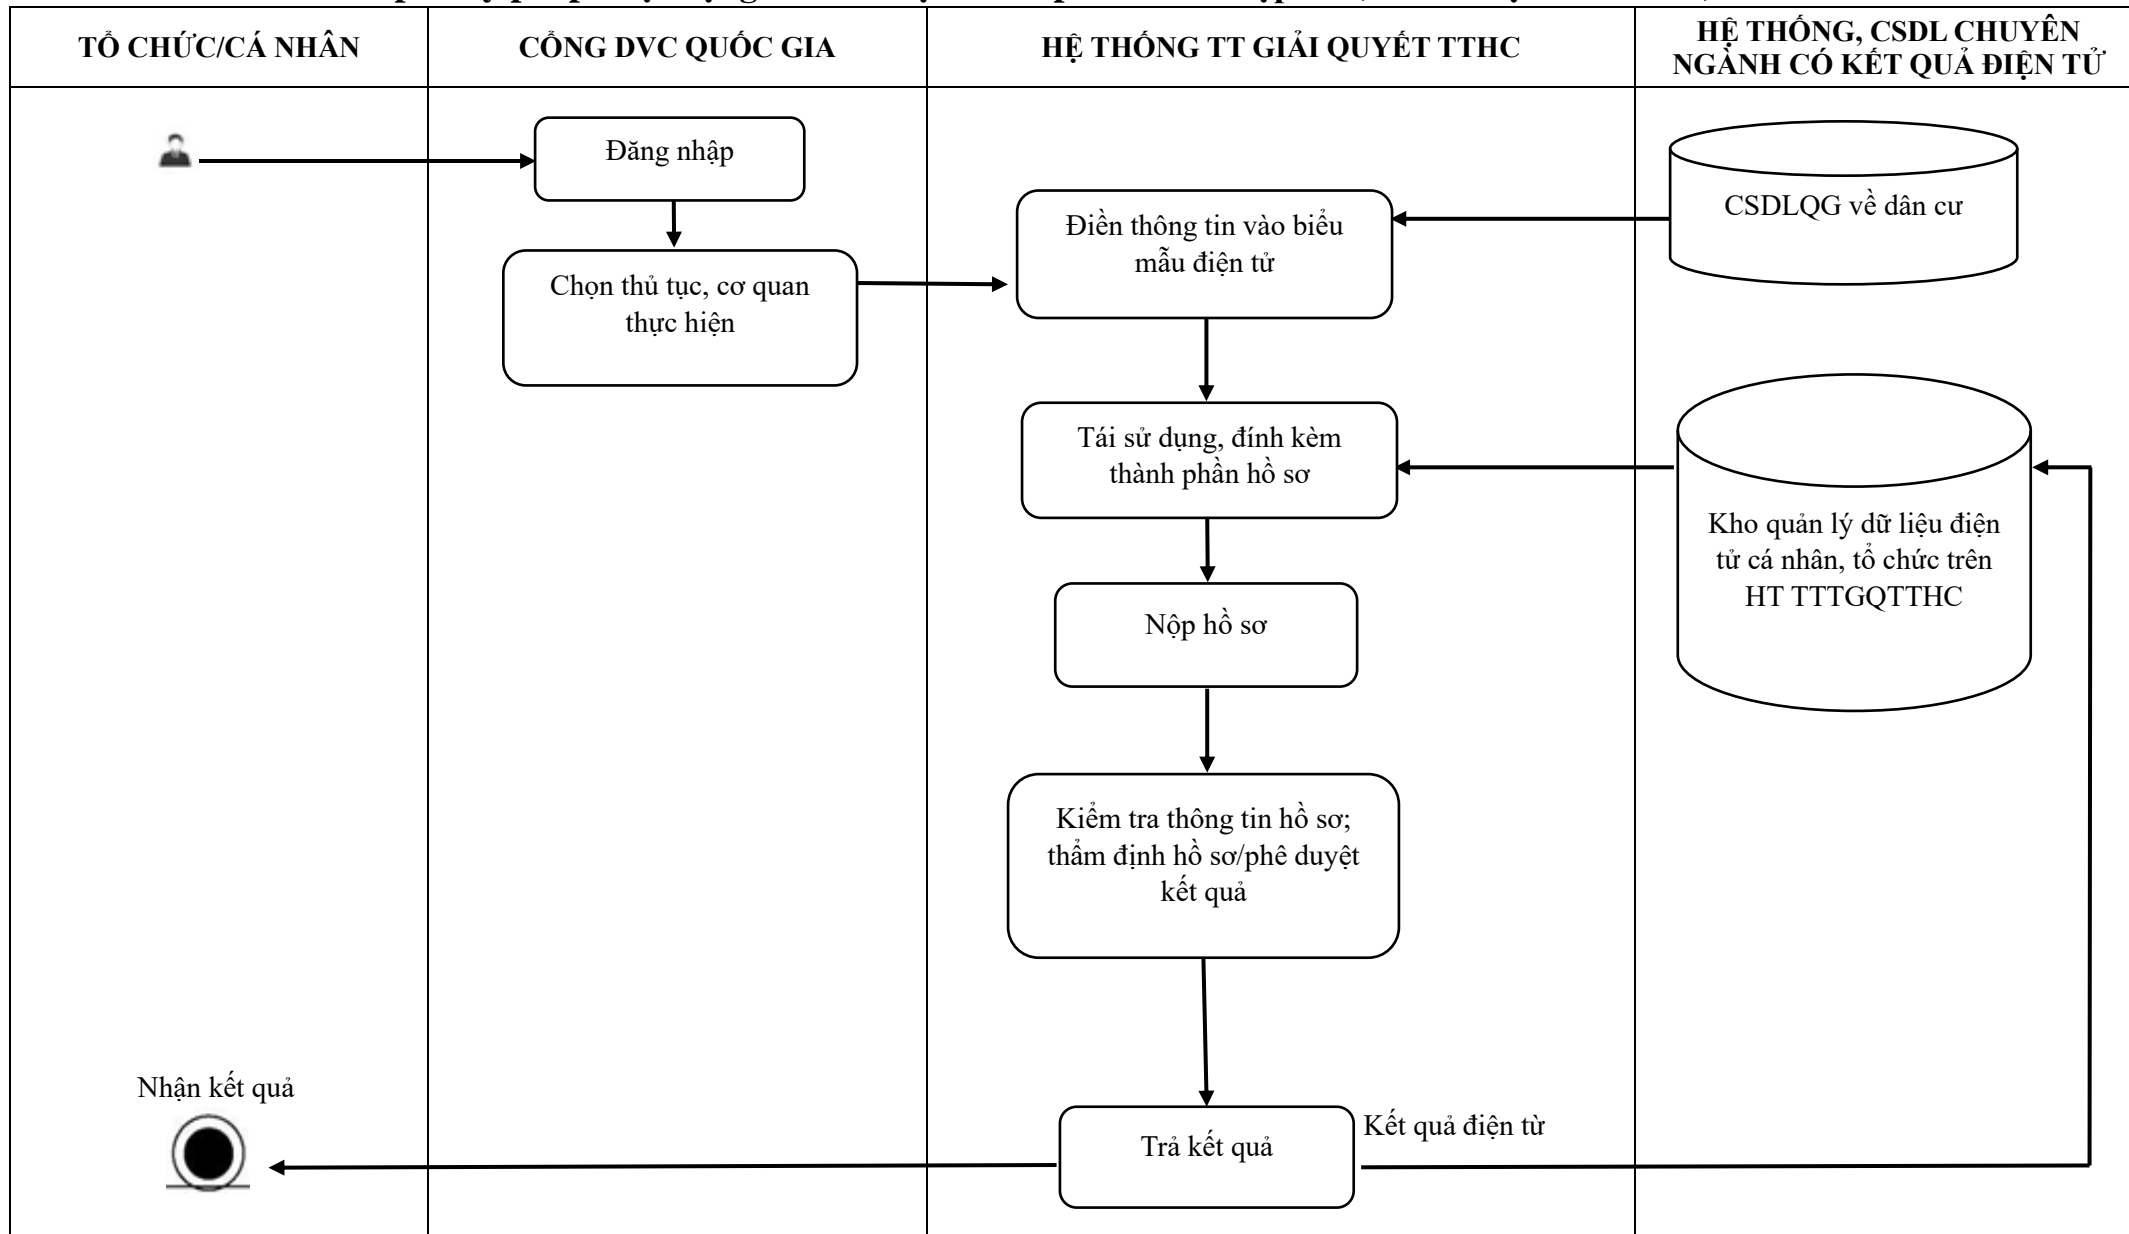 TỔ CHỨC/CÁ NHÂN
CỔNG DVC QUỐC GIA
HỆ THỐNG TT GIẢI QUYẾT TTHC
HỆ THỐNG, CSDL CHUYÊN
NGÀNH CÓ KẾT QUẢ ĐIỆN TỬ
Đăng nhập
Chọn thủ tục, cơ quan
thực hiện
Điền thông tin vào biểu
mẫu điện tử
CSDLQG về dân cư
Tái sử dụng, đính kèm
thành phần hồ sơ
Kho quản lý dữ liệu điện
tử cá nhân, tổ chức trên
HT TTTGQTTHC
Nộp hồ sơ
Kiểm tra thông tin hồ sơ;
thẩm định hồ sơ/phê duyệt
kết quả
Nhận kết quả
Trả kết quả
Kết quả điện từ